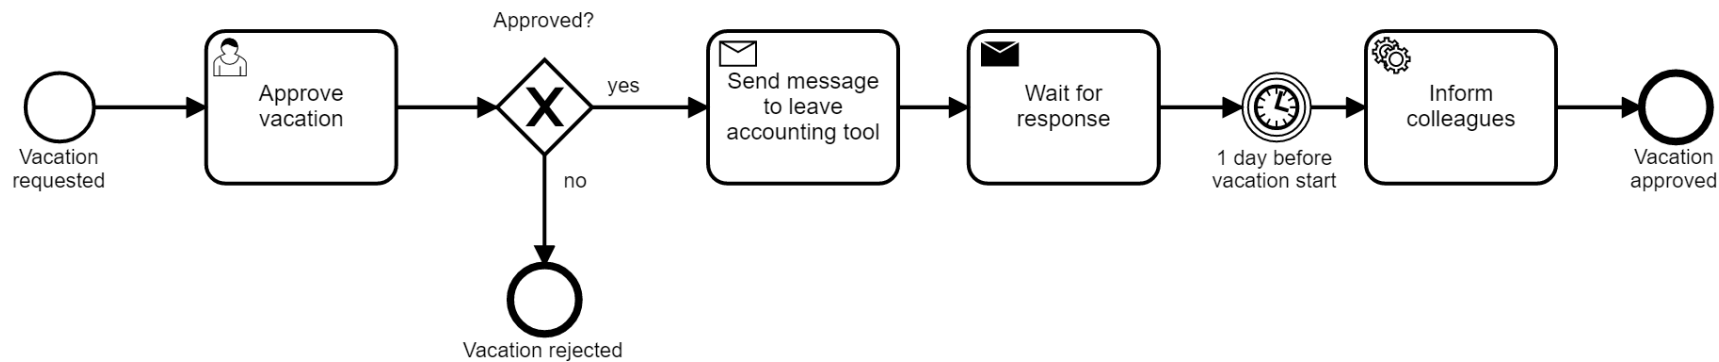 Vacation
requested
Approve
vacation
Approved?
yes
no
Vacation rejected
Send message
to leave
accounting tool
Wait for
response
1 day before
vacation start
Inform
colleagues
Vacation
approved